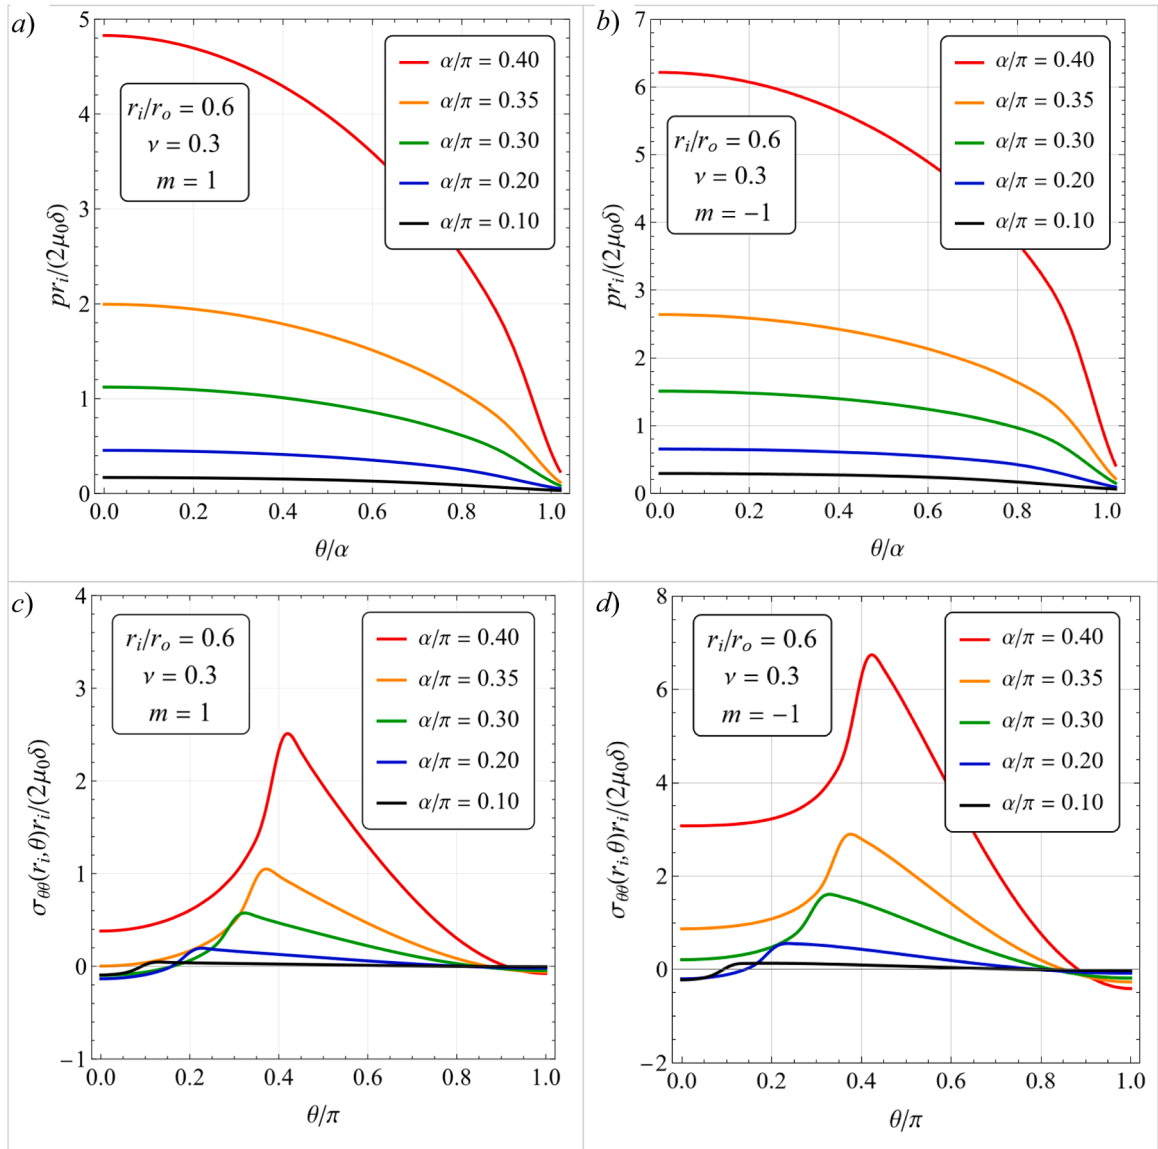 a)
5
4
3
2
1
0
0.0 0.2 0.4 0.6 0.8 1.0
θ/α
pr_i/(2μ₀δ)
r_i/r_o = 0.6
ν = 0.3
m = 1
α/π = 0.40
α/π = 0.35
α/π = 0.30
α/π = 0.20
α/π = 0.10
b)
7
6
5
4
3
2
1
0
0.0 0.2 0.4 0.6 0.8 1.0
θ/α
pr_i/(2μ₀δ)
r_i/r_o = 0.6
ν = 0.3
m = −1
α/π = 0.40
α/π = 0.35
α/π = 0.30
α/π = 0.20
α/π = 0.10
c)
4
3
2
1
0
−1
0.0 0.2 0.4 0.6 0.8 1.0
θ/π
σ_θθ(r_i,θ)r_i/(2μ₀δ)
r_i/r_o = 0.6
ν = 0.3
m = 1
α/π = 0.40
α/π = 0.35
α/π = 0.30
α/π = 0.20
α/π = 0.10
d)
8
6
4
2
0
−2
0.0 0.2 0.4 0.6 0.8 1.0
θ/π
σ_θθ(r_i,θ)r_i/(2μ₀δ)
r_i/r_o = 0.6
ν = 0.3
m = −1
α/π = 0.40
α/π = 0.35
α/π = 0.30
α/π = 0.20
α/π = 0.10